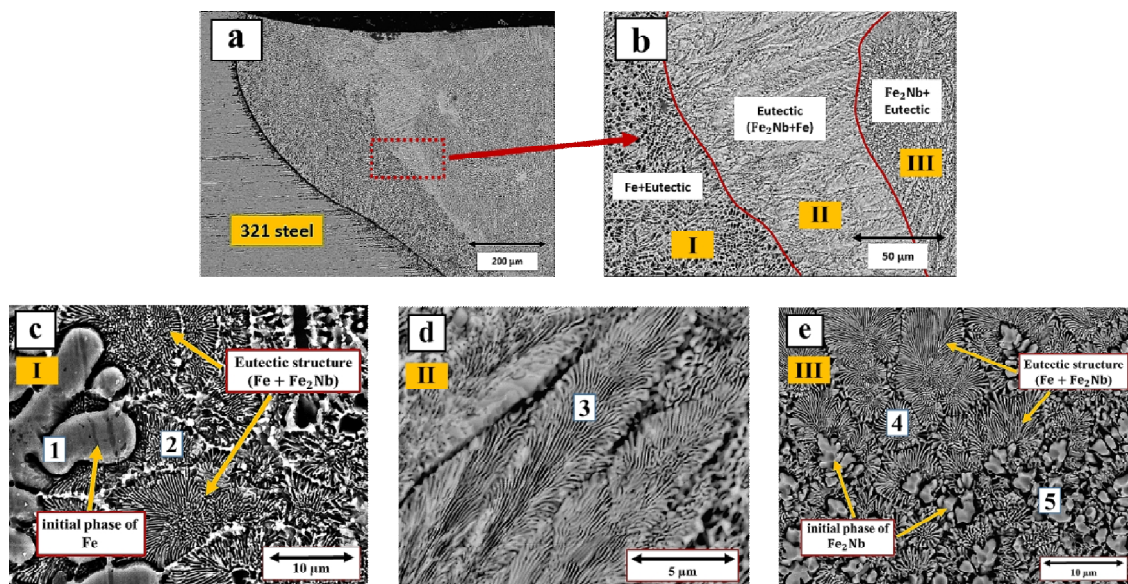 a
321 steel
200 µm
b
Fe₂Nb+
Eutectic
Eutectic
(Fe₂Nb+Fe)
III
Fe+Eutectic
II
I
50 µm
c
I
Eutectic structure
(Fe + Fe₂Nb)
1
2
initial phase of
Fe
10 µm
d
II
3
5 µm
e
III
Eutectic structure
(Fe + Fe₂Nb)
4
5
initial phase of
Fe₂Nb
10 µm